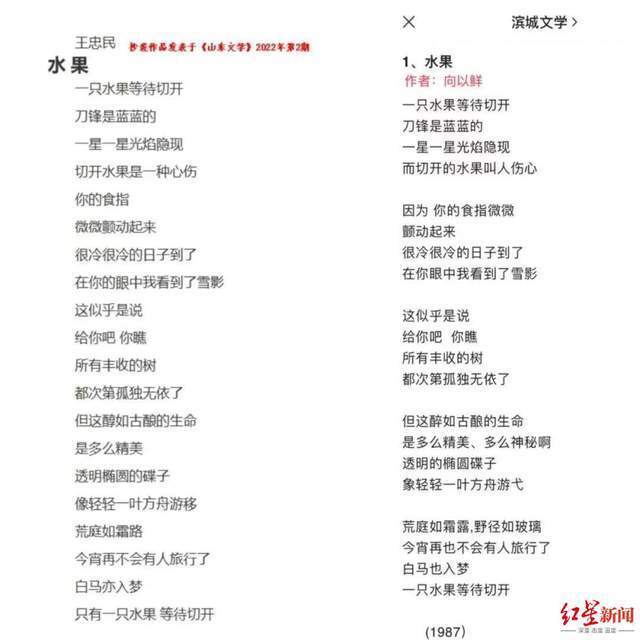 王忠民 抄袭作品发表于《山东文学》2022年第2期
水果
一只水果等待切开
刀锋是蓝蓝的
一星一星光焰隐现
切开水果是一种心伤
你的食指
微微颤动起来
很冷很冷的日子到了
在你的眼中我看到了雪影
这似乎是说
给你吧 你瞧
所有丰收的树
都次第孤独无依了
但这醇如古酿的生命
是多么精美
透明椭圆的碟子
像轻轻一叶方舟游移
荒庭如霜路
今宵再不会有人旅行了
白马亦入梦
只有一只水果 等待切开
滨城文学
1、水果
作者：向以鲜
一只水果等待切开
刀锋是蓝蓝的
一星一星光焰隐现
而切开的水果叫人伤心
因为 你的食指微微
颤动起来
很冷很冷的日子到了
在你眼中我看到了雪影
这似乎是说
给你吧 你瞧
所有丰收的树
都次第孤独无依了
但这醉如古酿的生命
是多么精美、多么神秘啊
透明的椭圆碟子
象轻轻一叶方舟游弋
荒庭如霜露,野径如玻璃
今宵再也不会有人旅行了
白马也入梦
一只水果等待切开
(1987)
红星新闻